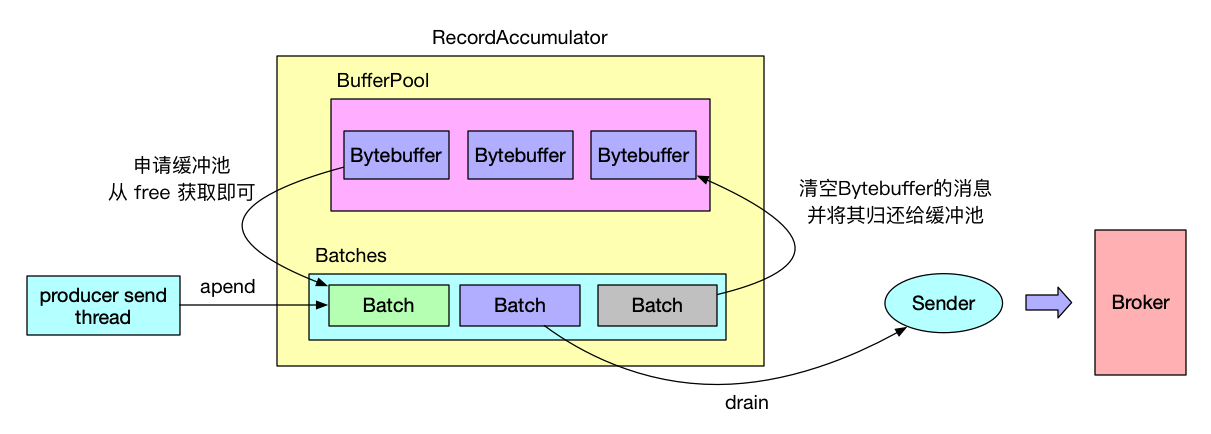 RecordAccumulator
BufferPool
Bytebuffer
Bytebuffer
Bytebuffer
申请缓冲池
从 free 获取即可
清空Bytebuffer的消息
并将其归还给缓冲池
Batches
producer send
thread
apend
Batch
Batch
Batch
Sender
Broker
drain